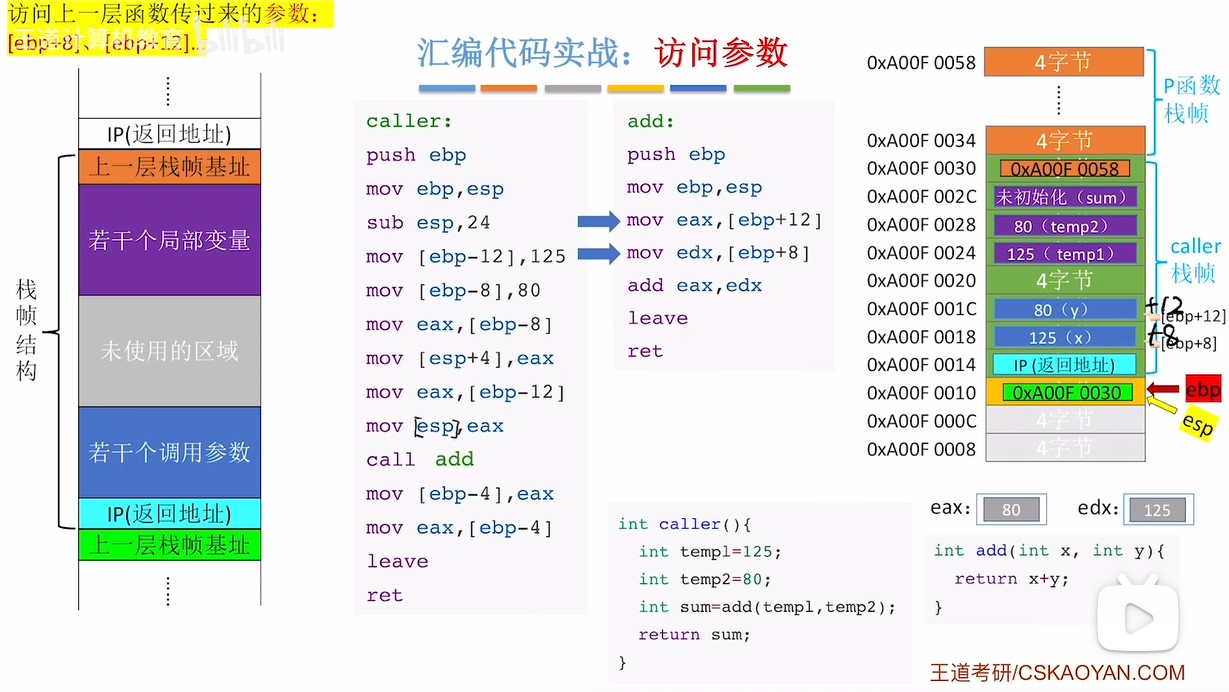 访问上一层函数传过来的参数：
[ebp+8]、[ebp+12]...
王道计算机教育 bilibili
汇编代码实战：访问参数
IP(返回地址)
上一层栈帧基址
若干个局部变量
未使用的区域
若干个调用参数
IP(返回地址)
上一层栈帧基址
栈帧结构
caller:
push ebp
mov ebp,esp
sub esp,24
mov [ebp-12],125
mov [ebp-8],80
mov eax,[ebp-8]
mov [esp+4],eax
mov eax,[ebp-12]
mov [esp],eax
call add
mov [ebp-4],eax
mov eax,[ebp-4]
leave
ret
add:
push ebp
mov ebp,esp
mov eax,[ebp+12]
mov edx,[ebp+8]
add eax,edx
leave
ret
0xA00F 0058 4字节
P函数
栈帧
0xA00F 0034 4字节
0xA00F 0030 0xA00F 0058
0xA00F 002C 未初始化（sum）
0xA00F 0028 80（temp2）
0xA00F 0024 125（temp1）
caller
栈帧
0xA00F 0020 4字节
0xA00F 001C 80（y） +12 [ebp+12]
0xA00F 0018 125（x） +8 [ebp+8]
0xA00F 0014 IP (返回地址)
0xA00F 0010 0xA00F 0030 ebp
esp
0xA00F 000C 4字节
0xA00F 0008 4字节
eax: 80 edx: 125
int caller(){
int temp1=125;
int temp2=80;
int sum=add(temp1,temp2);
return sum;
}
int add(int x, int y){
return x+y;
}
王道考研/CSKAOYAN.COM